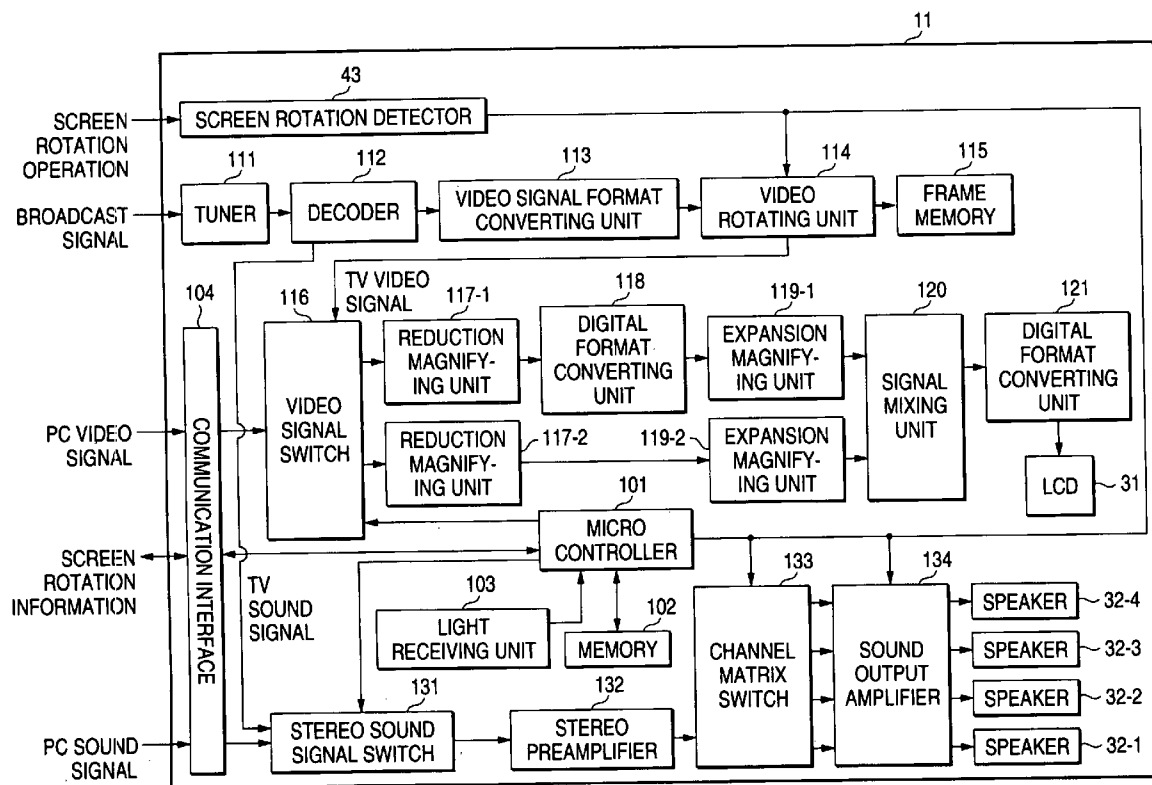 11
43
SCREEN
ROTATION
OPERATION
SCREEN ROTATION DETECTOR
111
112
113
114
115
BROADCAST
SIGNAL
TUNER
DECODER
VIDEO SIGNAL FORMAT
CONVERTING UNIT
VIDEO
ROTATING UNIT
FRAME
MEMORY
TV VIDEO
SIGNAL
104
116
117-1
118
119-1
120
121
REDUCTION
MAGNIFY-
ING UNIT
DIGITAL
FORMAT
CONVERTING
UNIT
EXPANSION
MAGNIFY-
ING UNIT
SIGNAL
MIXING
UNIT
DIGITAL
FORMAT
CONVERTING
UNIT
PC VIDEO
SIGNAL
COMMUNICATION INTERFACE
VIDEO
SIGNAL
SWITCH
REDUCTION
MAGNIFY-
ING UNIT
117-2
119-2
EXPANSION
MAGNIFY-
ING UNIT
LCD
31
101
MICRO
CONTROLLER
SCREEN
ROTATION
INFORMATION
TV
SOUND
SIGNAL
103
LIGHT
RECEIVING UNIT
102
MEMORY
133
134
CHANNEL
MATRIX
SWITCH
SOUND
OUTPUT
AMPLIFIER
SPEAKER
32-4
SPEAKER
32-3
SPEAKER
32-2
SPEAKER
32-1
131
132
PC SOUND
SIGNAL
STEREO SOUND
SIGNAL SWITCH
STEREO
PREAMPLIFIER